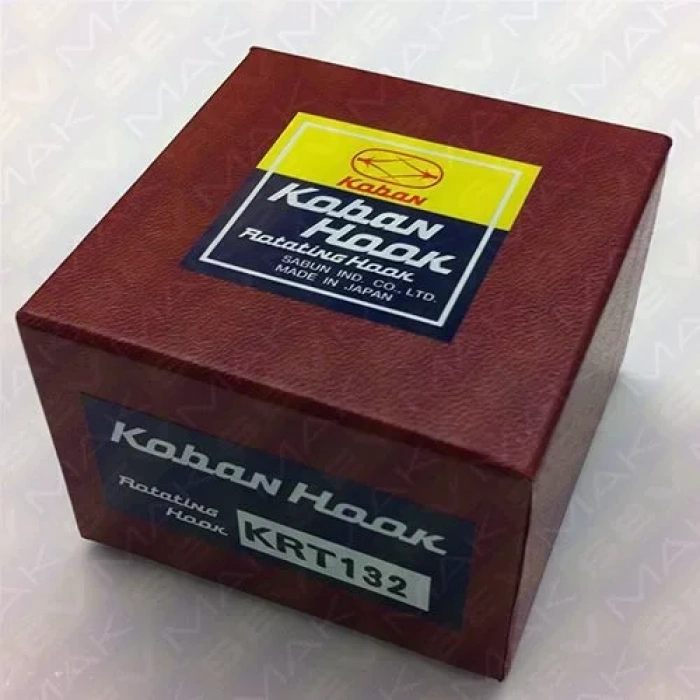 Koban
Koban
Hook
Rotating Hook
SABUN IND. CO., LTD.
MADE IN JAPAN
Koban Hook
Rotating
Hook
KRT132